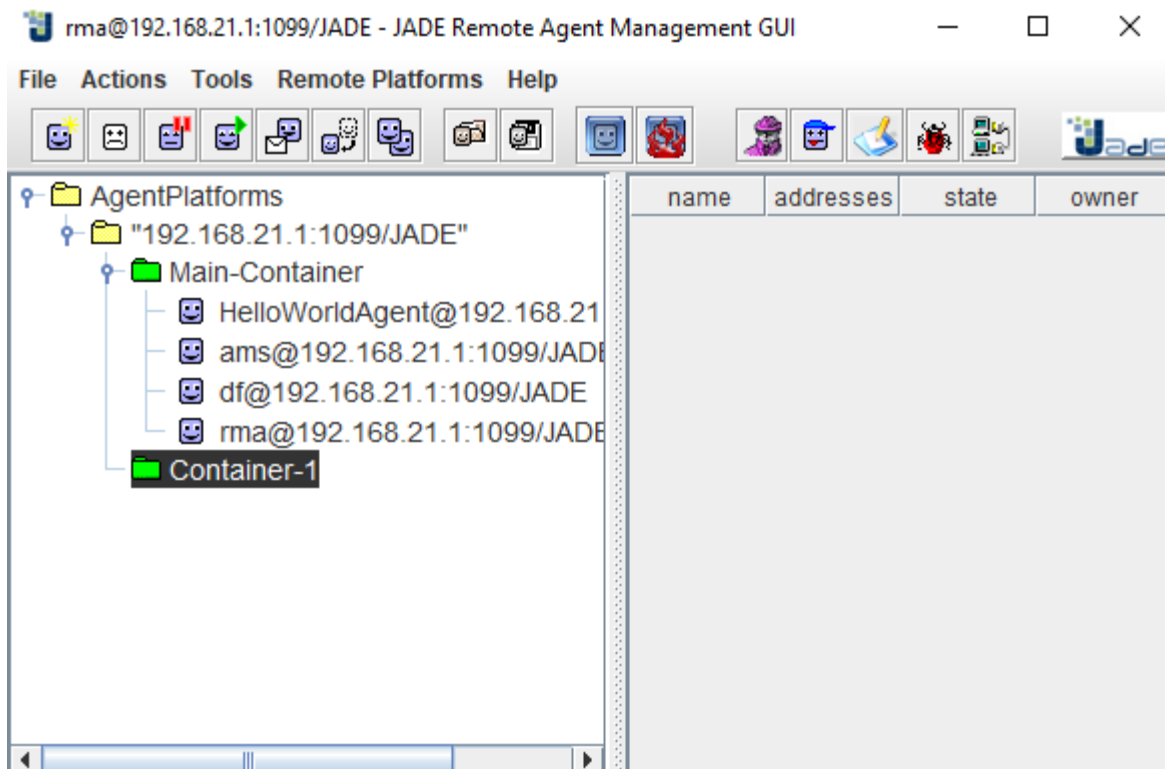 rma@192.168.21.1:1099/JADE - JADE Remote Agent Management GUI
File Actions Tools Remote Platforms Help
Jade
AgentPlatforms
"192.168.21.1:1099/JADE"
Main-Container
HelloWorldAgent@192.168.21
ams@192.168.21.1:1099/JADE
df@192.168.21.1:1099/JADE
rma@192.168.21.1:1099/JADE
Container-1
name addresses state owner